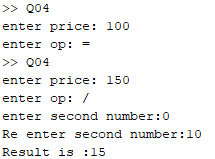 >> Q04
enter price: 100
enter op: =
>> Q04
enter price: 150
enter op: /
enter second number:0
Re enter second number:10
Result is :15